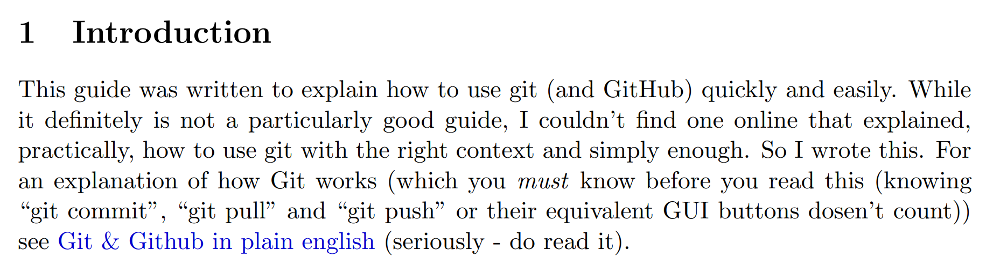 1 Introduction
This guide was written to explain how to use git (and GitHub) quickly and easily. While
it definitely is not a particularly good guide, I couldn’t find one online that explained,
practically, how to use git with the right context and simply enough. So I wrote this. For
an explanation of how Git works (which you must know before you read this (knowing
“git commit”, “git pull” and “git push” or their equivalent GUI buttons dosen’t count))
see Git & Github in plain english (seriously - do read it).